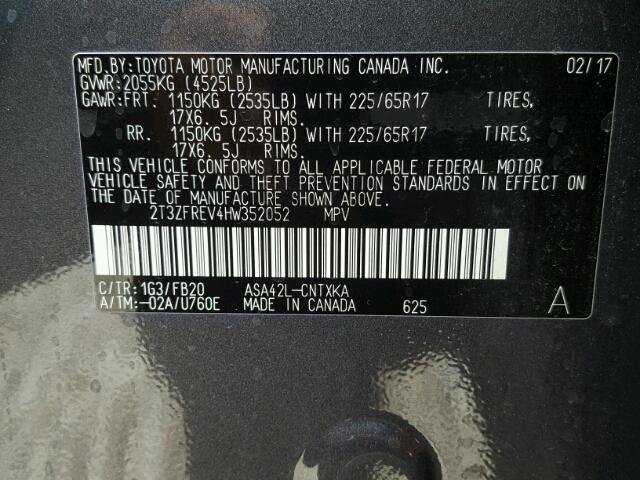 MFD.BY:TOYOTA MOTOR MANUFACTURING CANADA INC. 02/17
GVWR:2055KG (4525LB)
GAWR:FRT. 1150KG (2535LB) WITH 225/65R17 TIRES,
17X6.5J RIMS.
RR. 1150KG (2535LB) WITH 225/65R17 TIRES,
17X6.5J RIMS.
THIS VEHICLE CONFORMS TO ALL APPLICABLE FEDERAL MOTOR
VEHICLE SAFETY AND THEFT PREVENTION STANDARDS IN EFFECT ON
THE DATE OF MANUFACTURE SHOWN ABOVE.
2T3ZFREV4HW352052 MPV
C/TR:1G3/FB20 ASA42L-CNTXKA
A/TM:-02A/U760E MADE IN CANADA 625 A